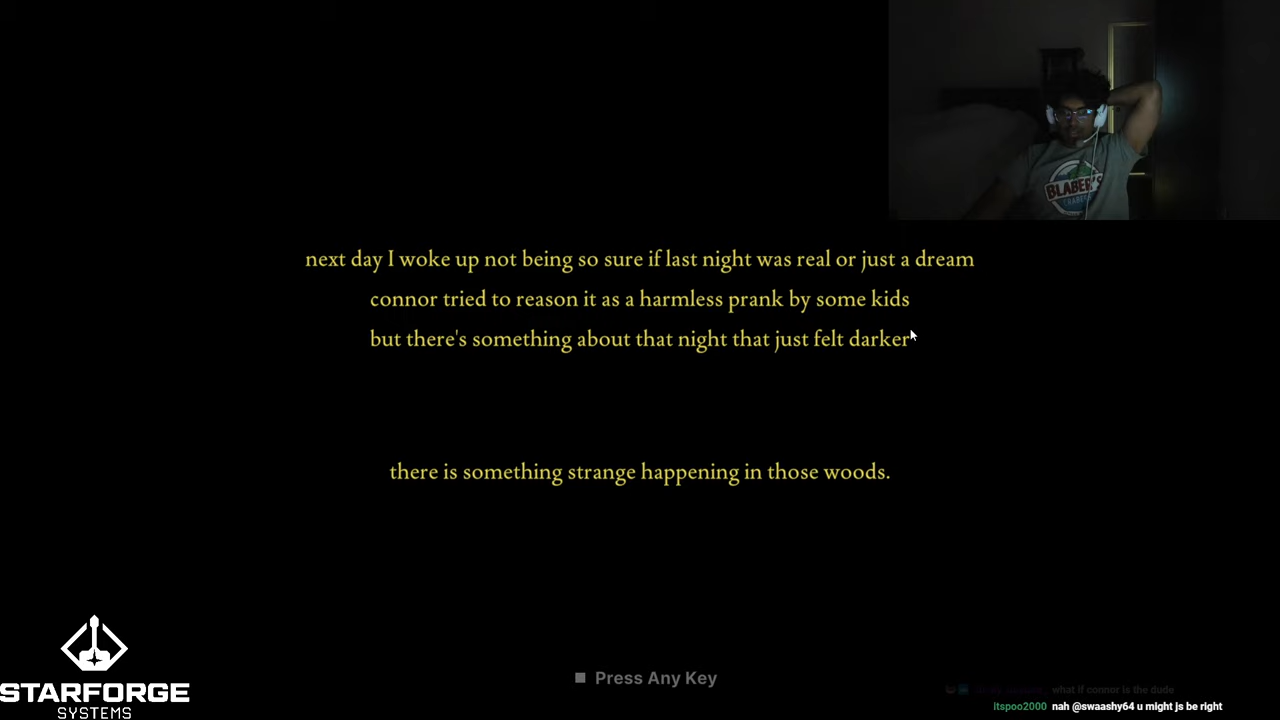 BLABER'S
next day I woke up not being so sure if last night was real or just a dream
connor tried to reason it as a harmless prank by some kids
but there's something about that night that just felt darker
there is something strange happening in those woods.
STARFORGE
SYSTEMS
Press Any Key
what if connor is the dude
itspoo2000 nah @swaashy64 u might js be right